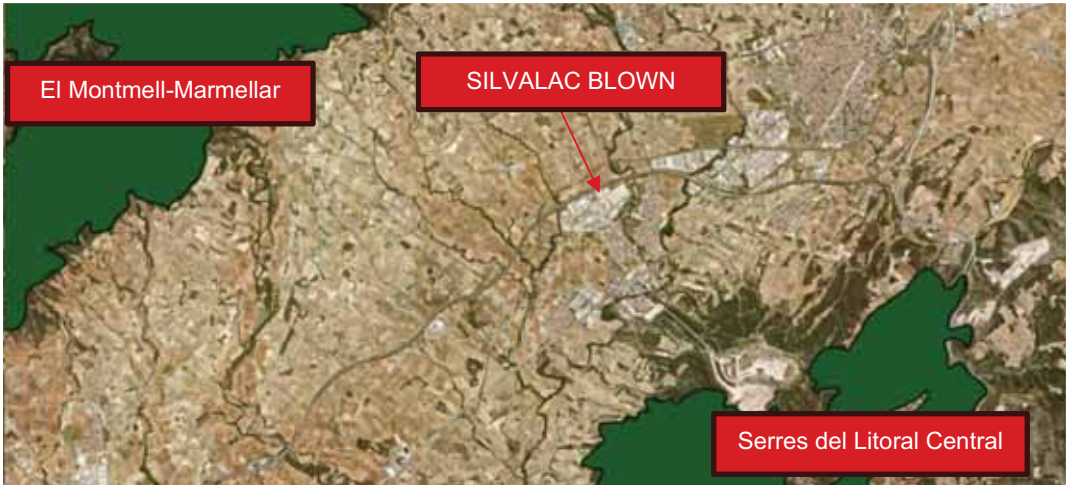 El Montmell-Marmellar
SILVALAC BLOWN
Serres del Litoral Central